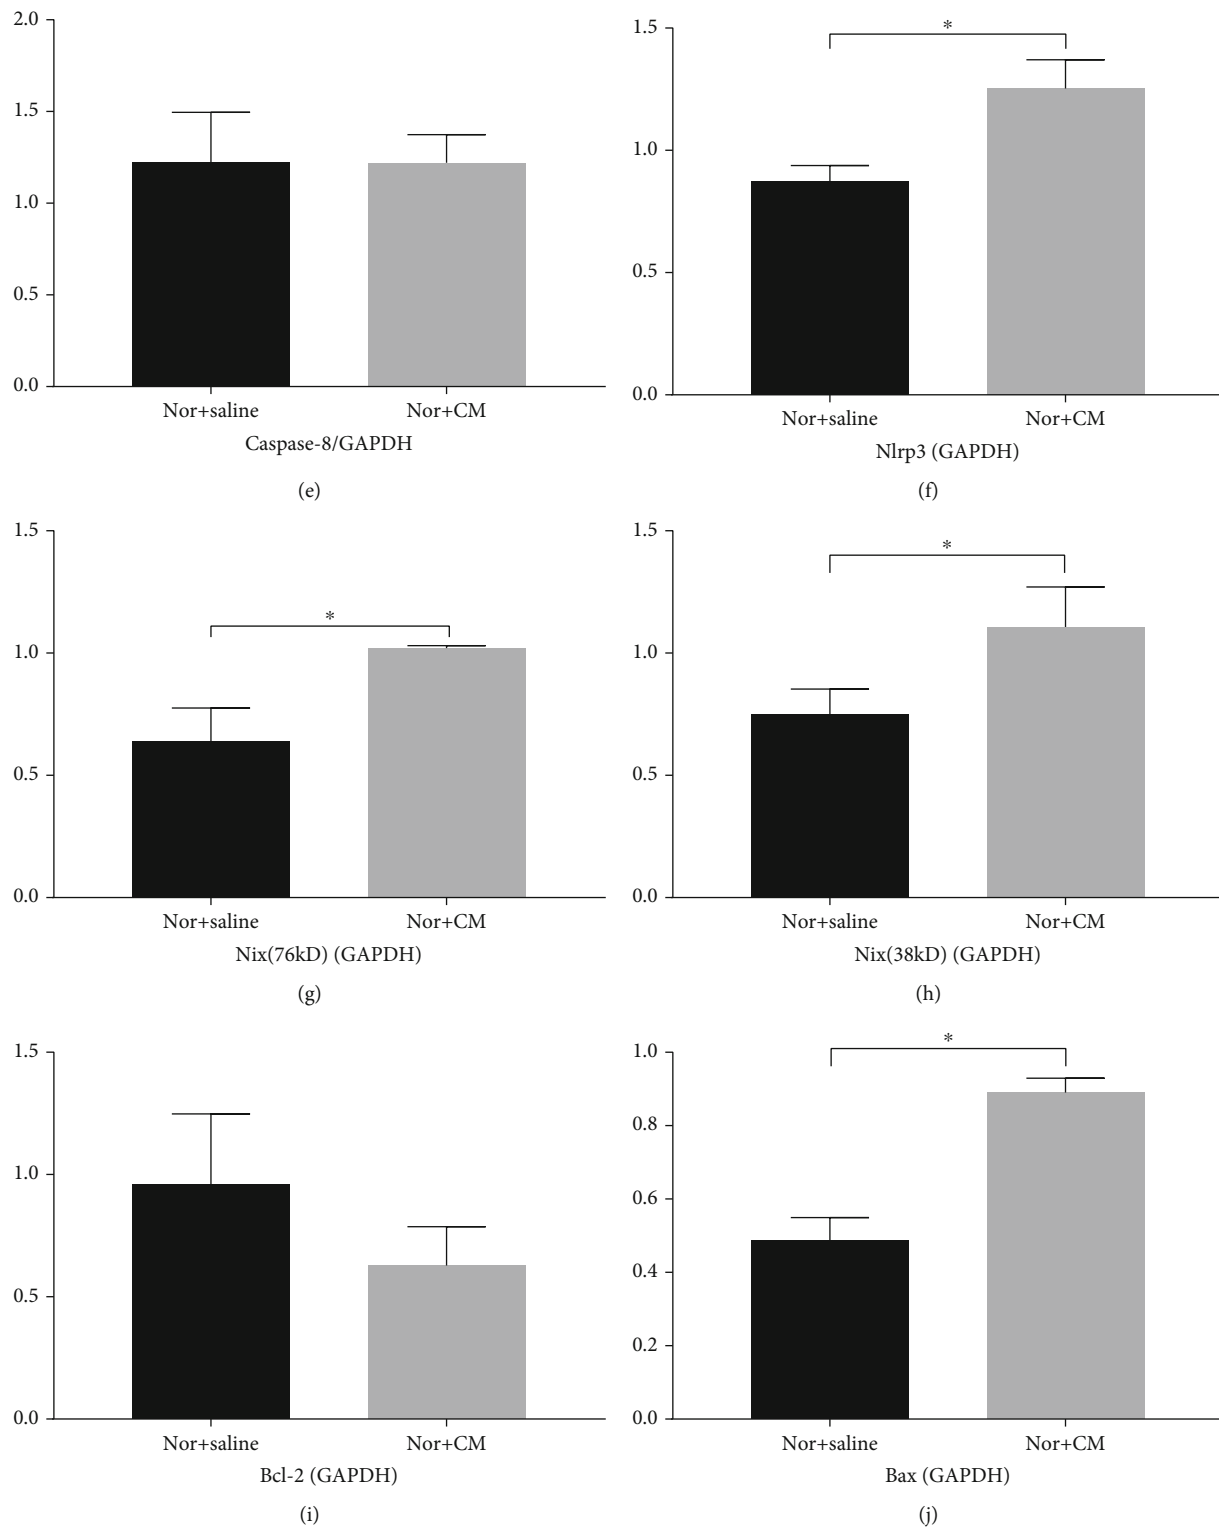 2.0
1.5
1.0
0.5
0.0
Nor+saline Nor+CM
Caspase-8/GAPDH
(e)
*
1.5
1.0
0.5
0.0
Nor+saline Nor+CM
Nlrp3 (GAPDH)
(f)
1.5
*
1.0
0.5
0.0
Nor+saline Nor+CM
Nix(76kD) (GAPDH)
(g)
1.5
*
1.0
0.5
0.0
Nor+saline Nor+CM
Nix(38kD) (GAPDH)
(h)
1.5
1.0
0.5
0.0
Nor+saline Nor+CM
Bcl-2 (GAPDH)
(i)
*
1.0
0.8
0.6
0.4
0.2
0.0
Nor+saline Nor+CM
Bax (GAPDH)
(j)